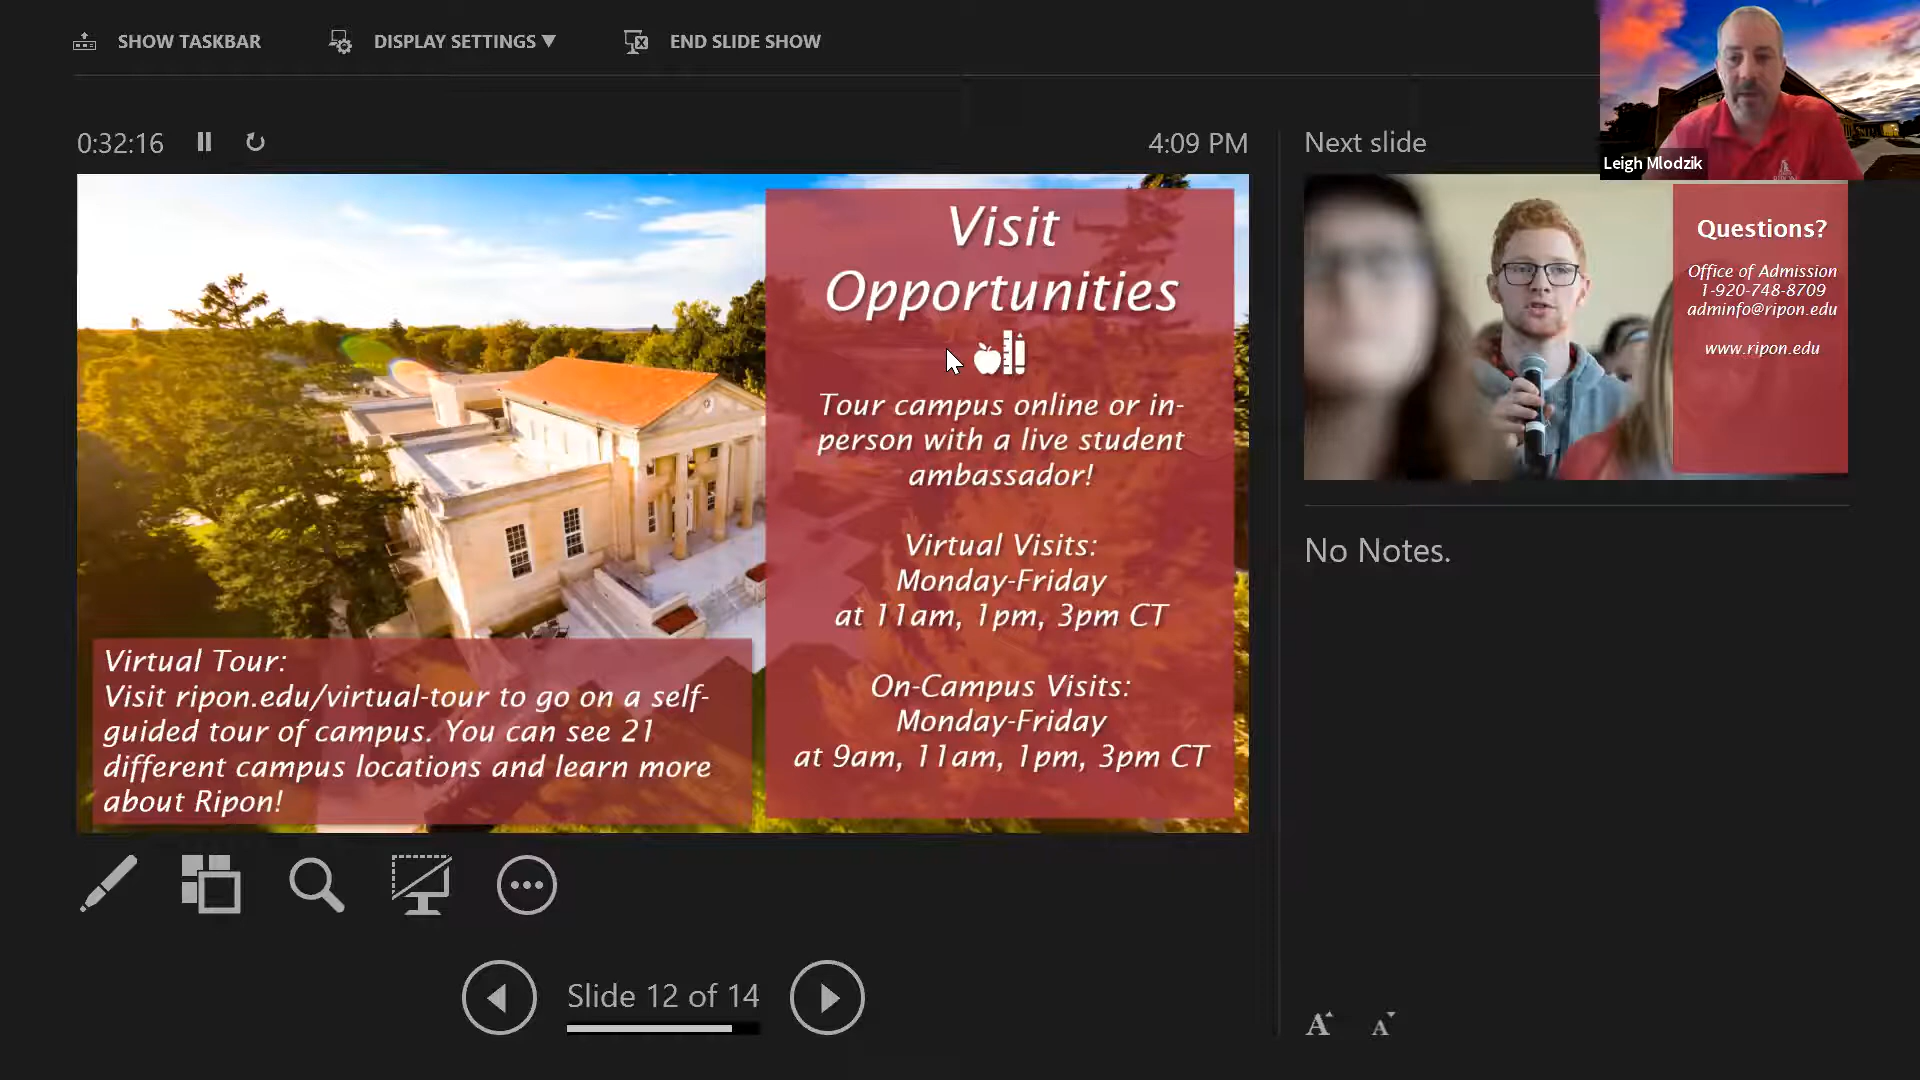 SHOW TASKBAR
DISPLAY SETTINGS
END SLIDE SHOW
0:32:16
4:09 PM
Next slide
Leigh Mlodzik
Visit
Opportunities
Tour campus online or in-
person with a live student
ambassador!
Virtual Visits:
Monday-Friday
at 11am, 1pm, 3pm CT
On-Campus Visits:
Monday-Friday
at 9am, 11am, 1pm, 3pm CT
Virtual Tour:
Visit ripon.edu/virtual-tour to go on a self-
guided tour of campus. You can see 21
different campus locations and learn more
about Ripon!
Questions?
Office of Admission
1-920-748-8709
adminfo@ripon.edu
www.ripon.edu
No Notes.
Slide 12 of 14
A A